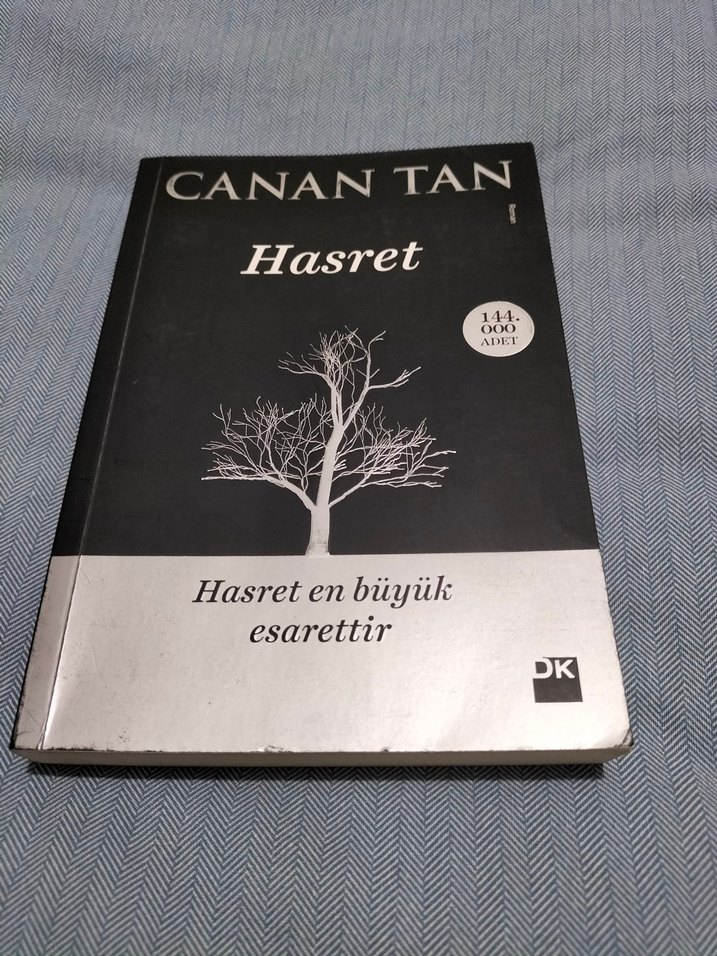 CANAN TAN
Roman
Hasret
144.
000
ADET
Hasret en büyük
esarettir
DK